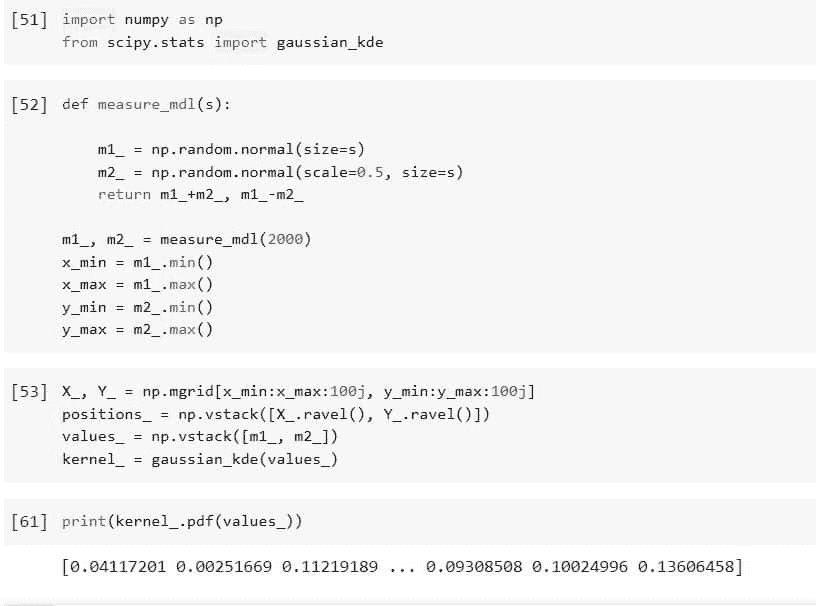 [51] import numpy as np
from scipy.stats import gaussian_kde
[52] def measure_mdl(s):
m1_ = np.random.normal(size=s)
m2_ = np.random.normal(scale=0.5, size=s)
return m1_+m2_, m1_-m2_
m1_, m2_ = measure_mdl(2000)
x_min = m1_.min()
x_max = m1_.max()
y_min = m2_.min()
y_max = m2_.max()
[53] X_, Y_ = np.mgrid[x_min:x_max:100j, y_min:y_max:100j]
positions_ = np.vstack([X_.ravel(), Y_.ravel()])
values_ = np.vstack([m1_, m2_])
kernel_ = gaussian_kde(values_)
[61] print(kernel_.pdf(values_))
[0.04117201 0.00251669 0.11219189 ... 0.09308508 0.10024996 0.13606458]